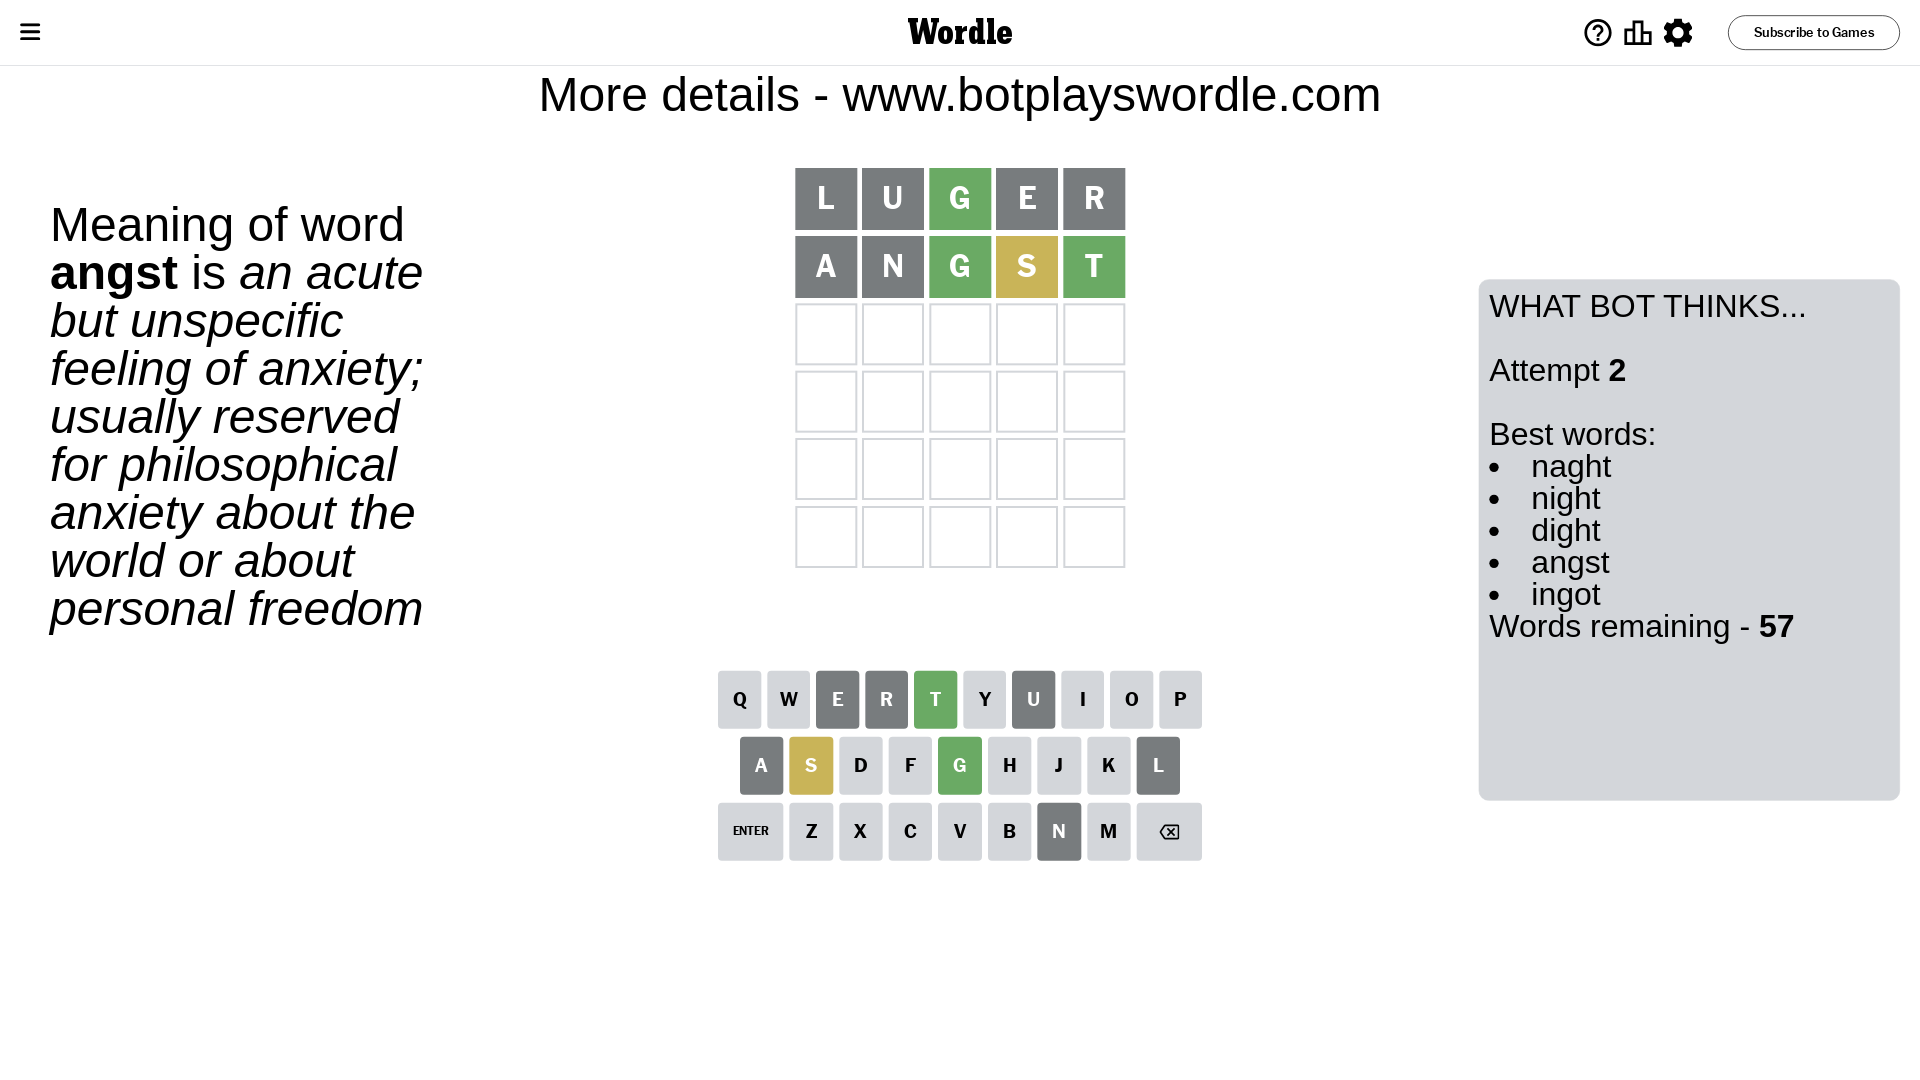 Wordle
Subscribe to Games
More details - www.botplayswordle.com
Meaning of word
angst is an acute
but unspecific
feeling of anxiety;
usually reserved
for philosophical
anxiety about the
world or about
personal freedom
L U G E R
A N G S T
WHAT BOT THINKS...
Attempt 2
Best words:
• naght
• night
• dight
• angst
• ingot
Words remaining - 57
Q W E R T Y U I O P
A S D F G H J K L
ENTER Z X C V B N M